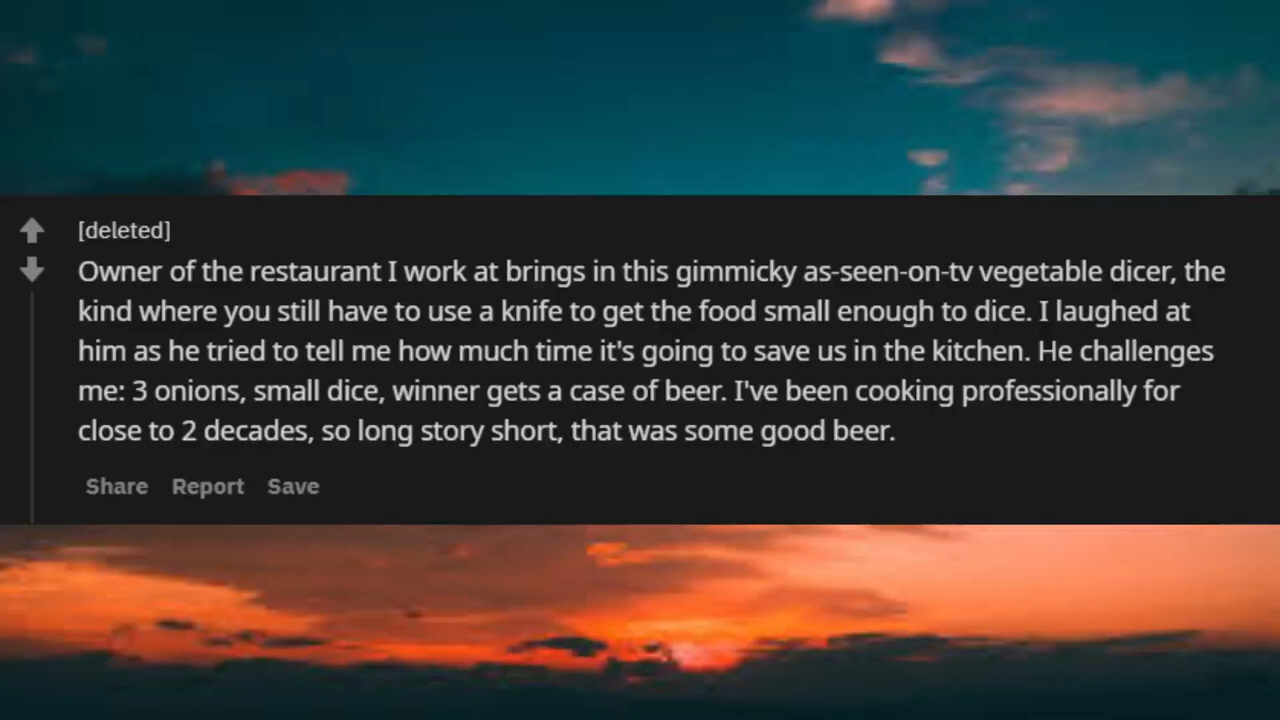 [deleted]
Owner of the restaurant I work at brings in this gimmicky as-seen-on-tv vegetable dicer, the
kind where you still have to use a knife to get the food small enough to dice. I laughed at
him as he tried to tell me how much time it's going to save us in the kitchen. He challenges
me: 3 onions, small dice, winner gets a case of beer. I've been cooking professionally for
close to 2 decades, so long story short, that was some good beer.
Share Report Save